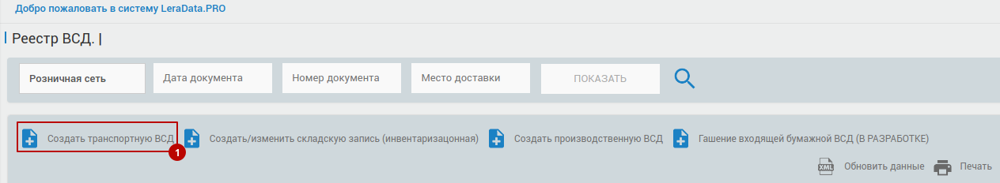 Добро пожаловать в систему LeraData.PRO
Реестр ВСД. |
Розничная сеть Дата документа Номер документа Место доставки ПОКАЗАТЬ
Создать транспортную ВСД Создать/изменить складскую запись (инвентаризацонная) Создать производственную ВСД Гашение входящей бумажной ВСД (В РАЗРАБОТКЕ)
1
XML Обновить данные Печать